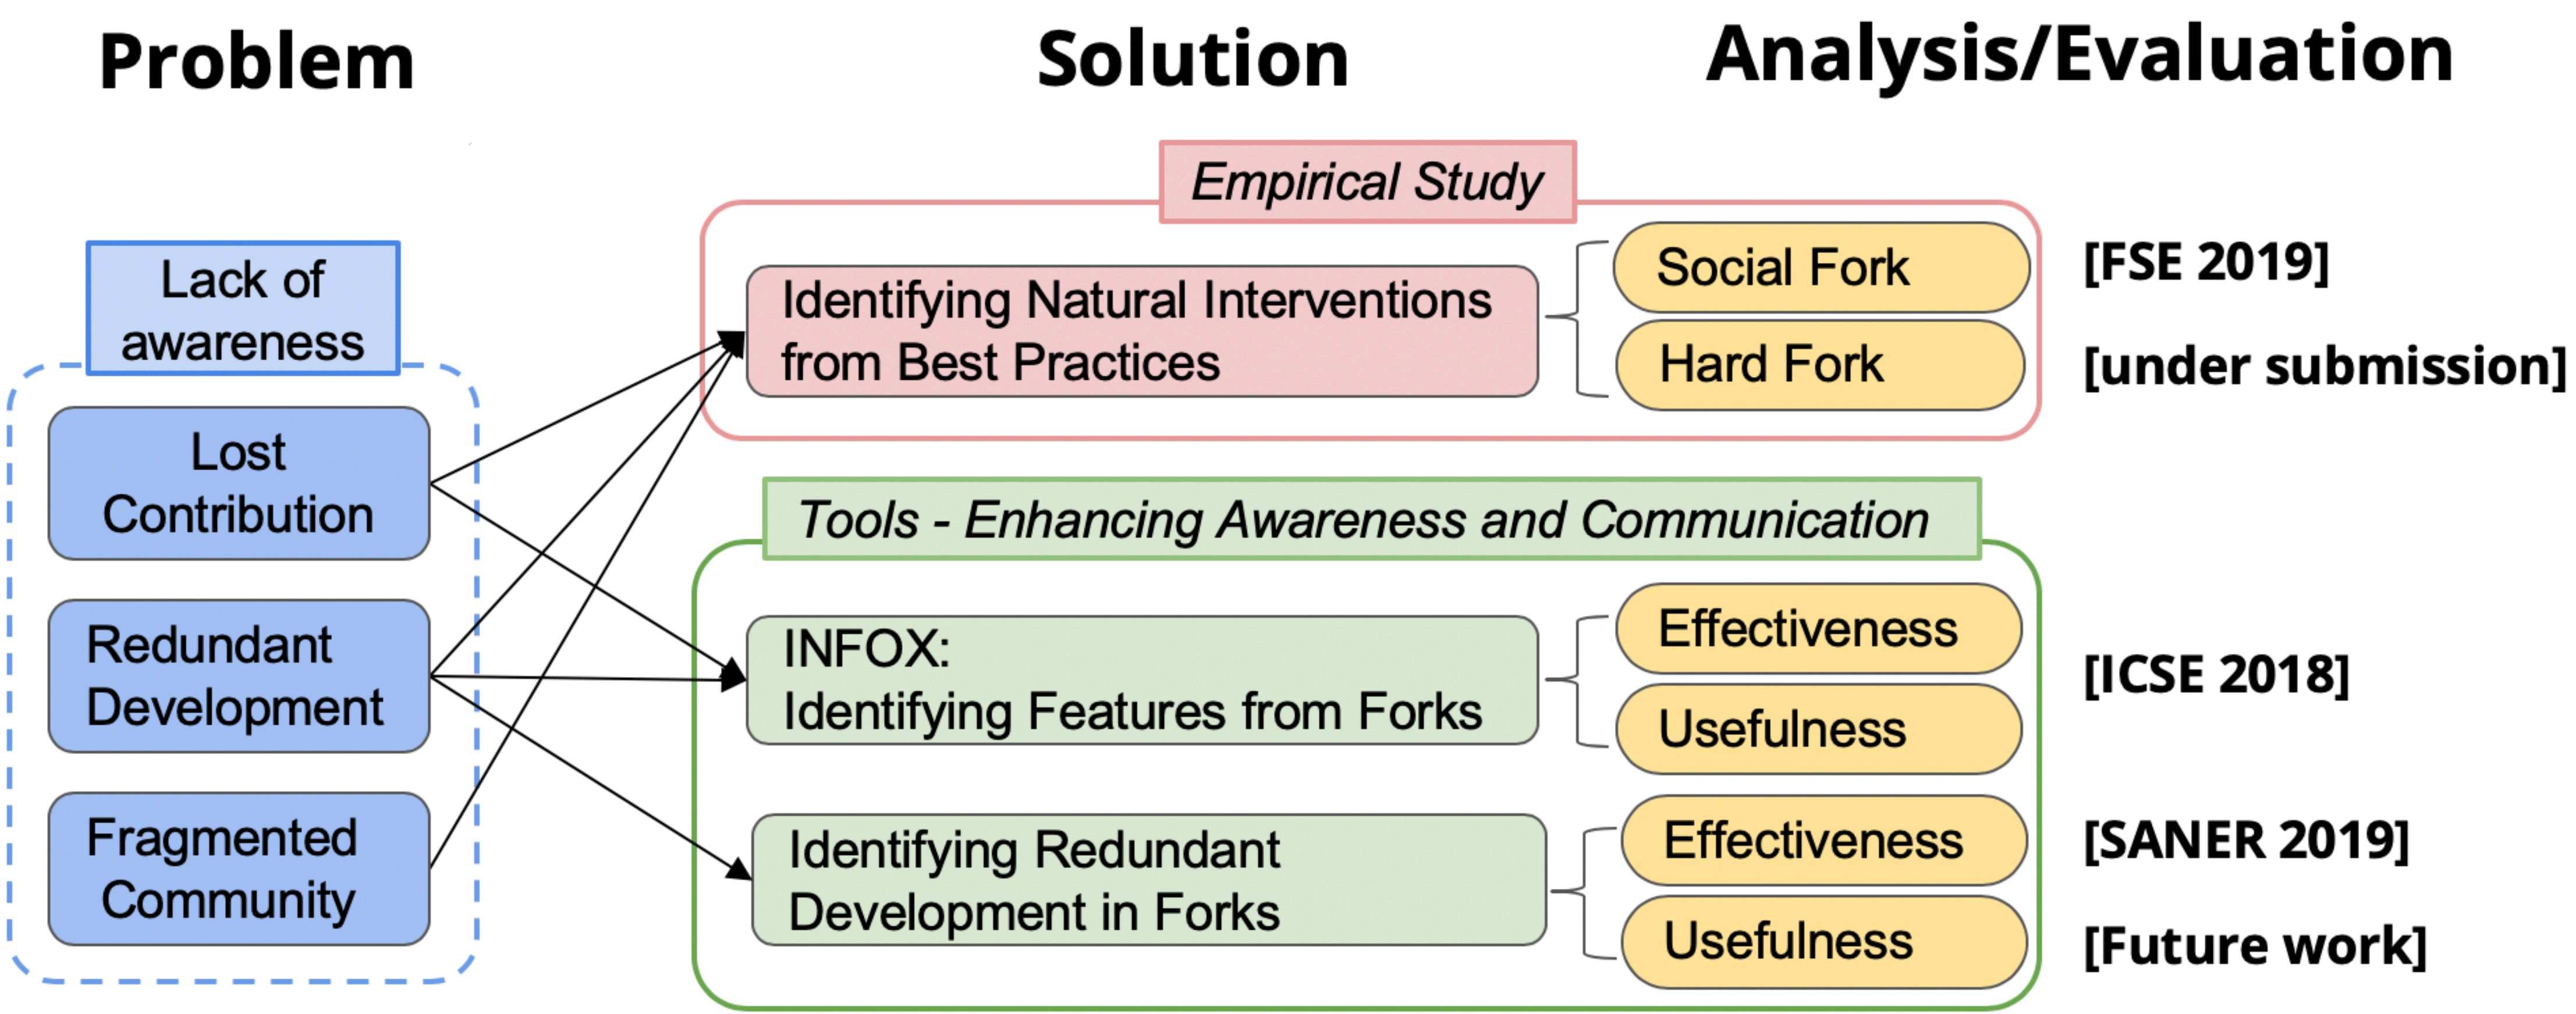 Problem
Solution
Analysis/Evaluation
Lack of
awareness
Lost
Contribution
Redundant
Development
Fragmented
Community
Empirical Study
Identifying Natural Interventions
from Best Practices
Social Fork
[FSE 2019]
Hard Fork
[under submission]
Tools - Enhancing Awareness and Communication
INFOX:
Identifying Features from Forks
Effectiveness
Usefulness
[ICSE 2018]
Identifying Redundant
Development in Forks
Effectiveness
[SANER 2019]
Usefulness
[Future work]